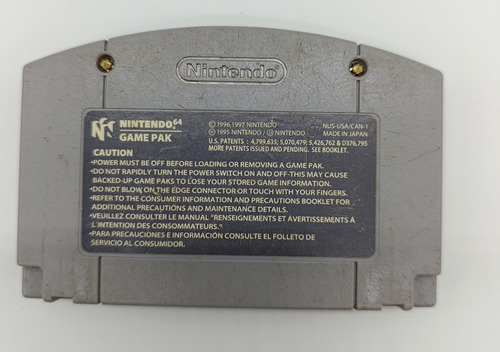 Nintendo
NINTENDO64
GAME PAK
©1996,1997 NINTENDO
©1995 NINTENDO / ©NINTENDO
NUS-USA/CAN-1
MADE IN JAPAN
U.S. PATENTS : 4,799,635; 5,070,479; 5,426,762 & D376,795
MORE PATENTS ISSUED AND PENDING. SEE BOOKLET.
CAUTION
•POWER MUST BE OFF BEFORE LOADING OR REMOVING A GAME PAK.
•DO NOT RAPIDLY TURN THE POWER SWITCH ON AND OFF-THIS MAY CAUSE
BACKED-UP GAME PAKS TO LOSE YOUR STORED GAME INFORMATION.
•DO NOT BLOW ON THE EDGE CONNECTOR OR TOUCH WITH YOUR FINGERS.
•REFER TO THE CONSUMER INFORMATION AND PRECAUTIONS BOOKLET FOR
ADDITIONAL PRECAUTIONS AND MAINTENANCE DETAILS.
•VEUILLEZ CONSULTER LE MANUEL "RENSEIGNEMENTS ET AVERTISSEMENTS À
L'INTENTION DES CONSOMMATEURS."
•PARA PRECAUCIONES E INFORMACIÓN CONSULTE EL FOLLETO DE
SERVICIO AL CONSUMIDOR.